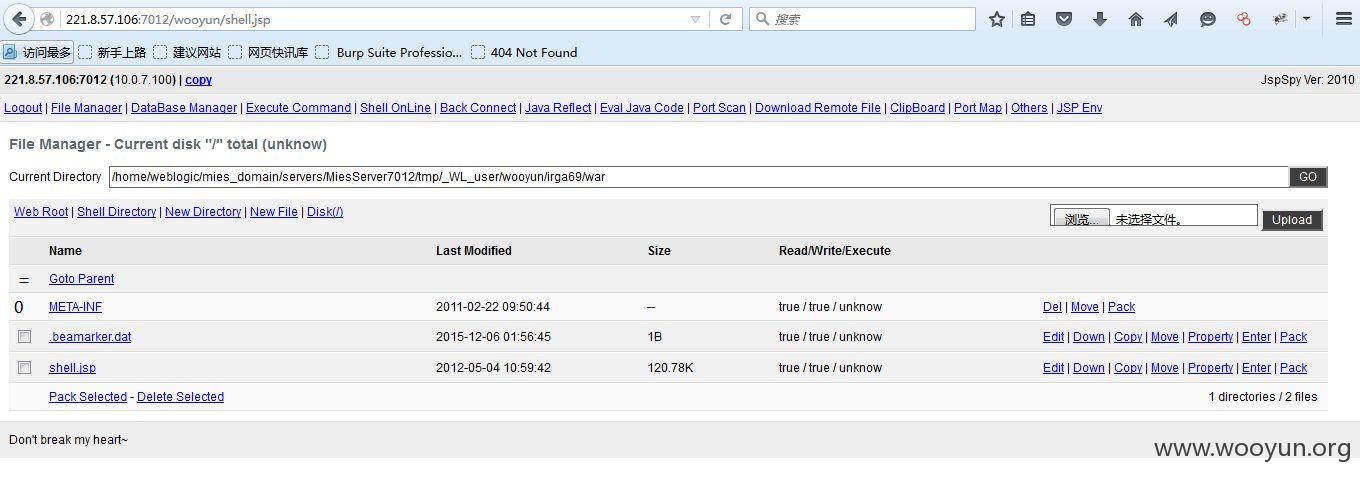 221.8.57.106:7012/wooyun/shell.jsp
搜索
访问最多 新手上路 建议网站 网页快讯库 Burp Suite Professio... 404 Not Found
221.8.57.106:7012 (10.0.7.100) | copy JspSpy Ver: 2010
Logout | File Manager | DataBase Manager | Execute Command | Shell OnLine | Back Connect | Java Reflect | Eval Java Code | Port Scan | Download Remote File | ClipBoard | Port Map | Others | JSP Env
File Manager - Current disk "/" total (unknow)
Current Directory /home/weblogic/mies_domain/servers/MiesServer7012/tmp/_WL_user/wooyun/irga69/war GO
Web Root | Shell Directory | New Directory | New File | Disk(/) 浏览... 未选择文件。 Upload
Name Last Modified Size Read/Write/Execute
= Goto Parent
0 META-INF 2011-02-22 09:50:44 -- true / true / unknow Del | Move | Pack
.beamarker.dat 2015-12-06 01:56:45 1B true / true / unknow Edit | Down | Copy | Move | Property | Enter | Pack
shell.jsp 2012-05-04 10:59:42 120.78K true / true / unknow Edit | Down | Copy | Move | Property | Enter | Pack
Pack Selected - Delete Selected 1 directories / 2 files
Don't break my heart~
www.wooyun.org